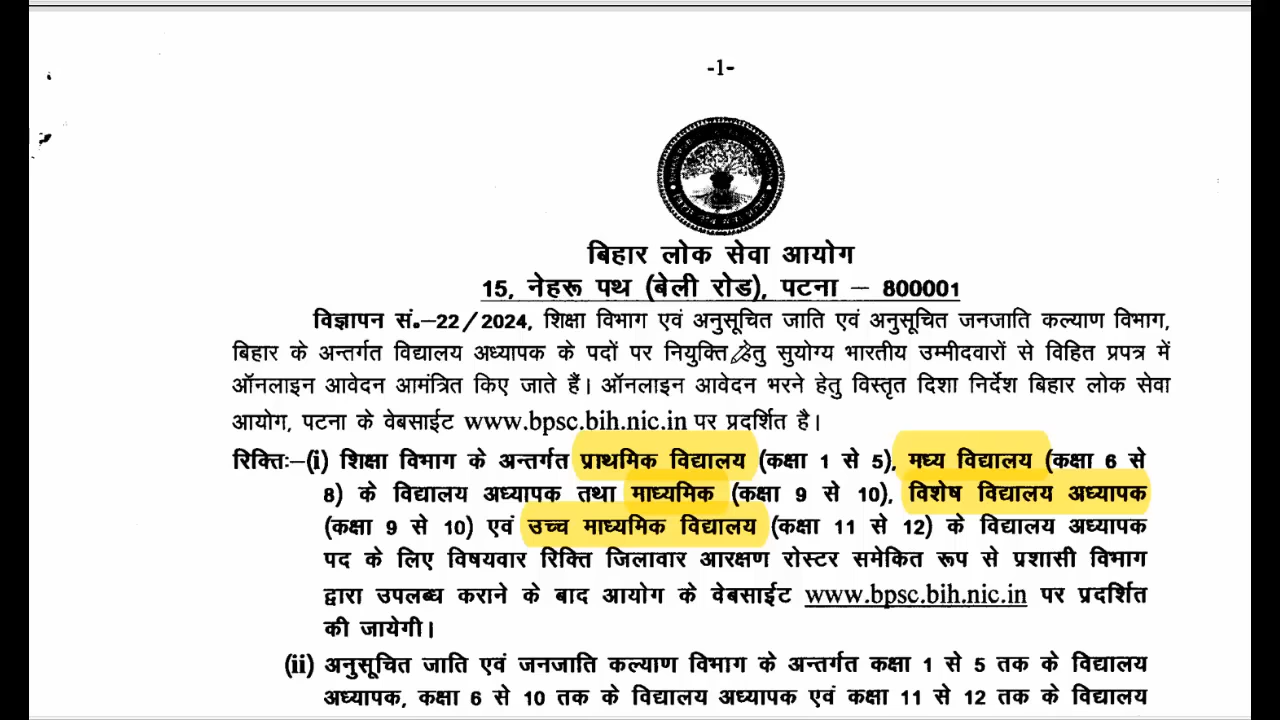 -1-
बिहार लोक सेवा आयोग
15, नेहरू पथ (बेली रोड), पटना – 800001
विज्ञापन सं.–22/2024, शिक्षा विभाग एवं अनुसूचित जाति एवं अनुसूचित जनजाति कल्याण विभाग,
बिहार के अन्तर्गत विद्यालय अध्यापक के पदों पर नियुक्ति हेतु सुयोग्य भारतीय उम्मीदवारों से विहित प्रपत्र में
ऑनलाइन आवेदन आमंत्रित किए जाते हैं। ऑनलाइन आवेदन भरने हेतु विस्तृत दिशा निर्देश बिहार लोक सेवा
आयोग, पटना के वेबसाईट www.bpsc.bih.nic.in पर प्रदर्शित है।
रिक्तिः–(i) शिक्षा विभाग के अन्तर्गत प्राथमिक विद्यालय (कक्षा 1 से 5), मध्य विद्यालय (कक्षा 6 से
8) के विद्यालय अध्यापक तथा माध्यमिक (कक्षा 9 से 10), विशेष विद्यालय अध्यापक
(कक्षा 9 से 10) एवं उच्च माध्यमिक विद्यालय (कक्षा 11 से 12) के विद्यालय अध्यापक
पद के लिए विषयवार रिक्ति जिलावार आरक्षण रोस्टर समेकित रूप से प्रशासी विभाग
द्वारा उपलब्ध कराने के बाद आयोग के वेबसाईट www.bpsc.bih.nic.in पर प्रदर्शित
की जायेगी।
(ii) अनुसूचित जाति एवं जनजाति कल्याण विभाग के अन्तर्गत कक्षा 1 से 5 तक के विद्यालय
अध्यापक, कक्षा 6 से 10 तक के विद्यालय अध्यापक एवं कक्षा 11 से 12 तक के विद्यालय